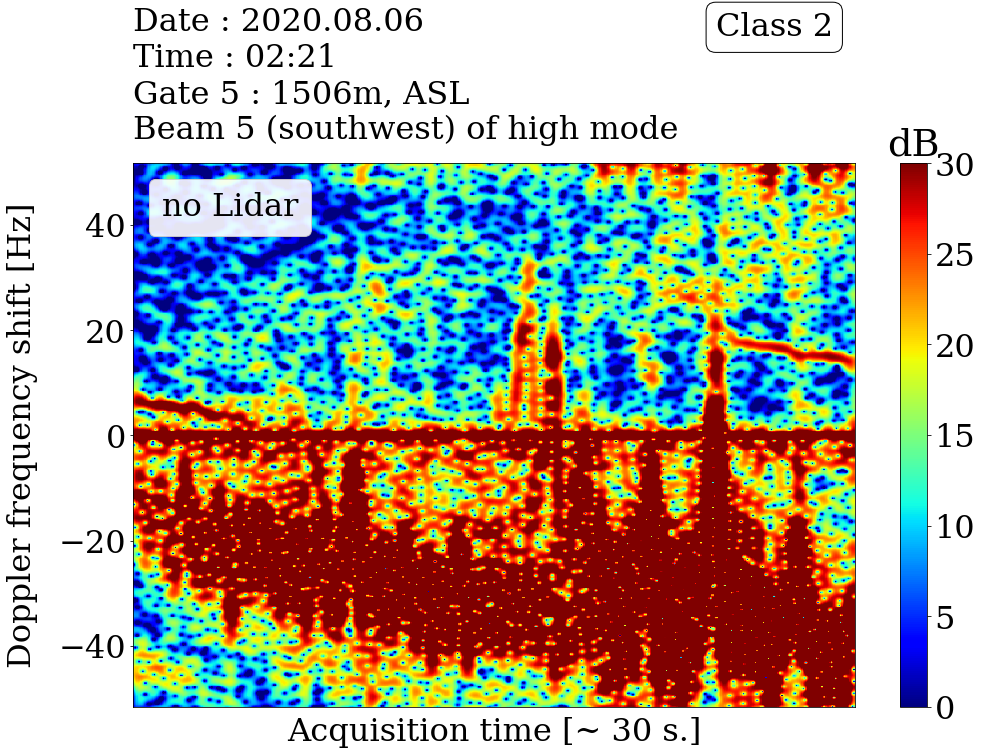 Date : 2020.08.06
Time : 02:21
Gate 5 : 1506m, ASL
Beam 5 (southwest) of high mode
Class 2
dB
no Lidar
Doppler frequency shift [Hz]
40
20
0
−20
−40
Acquisition time [~ 30 s.]
30
25
20
15
10
5
0